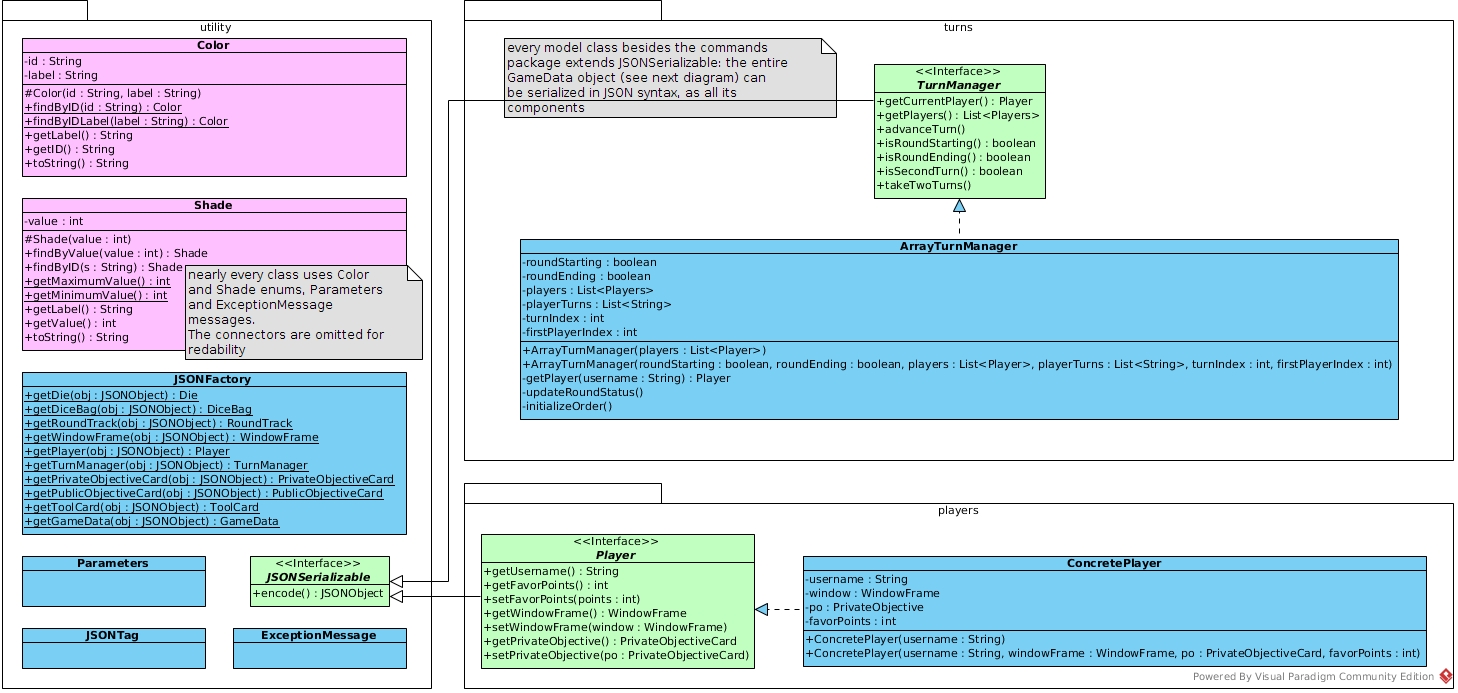 utility
Color
-id : String
-label : String
#Color(id : String, label : String)
+findByID(id : String) : Color
+findByIDLabel(label : String) : Color
+getLabel() : String
+getID() : String
+toString() : String
Shade
-value : int
#Shade(value : int)
+findByValue(value : int) : Shade
+findByID(s : String) : Shade
+getMaximumValue() : int
+getMinimumValue() : int
+getLabel() : String
+getValue() : int
+toString() : String
nearly every class uses Color
and Shade enums, Parameters
and ExceptionMessage
messages.
The connectors are omitted for
redability
JSONFactory
+getDie(obj : JSONObject) : Die
+getDiceBag(obj : JSONObject) : DiceBag
+getRoundTrack(obj : JSONObject) : RoundTrack
+getWindowFrame(obj : JSONObject) : WindowFrame
+getPlayer(obj : JSONObject) : Player
+getTurnManager(obj : JSONObject) : TurnManager
+getPrivateObjectiveCard(obj : JSONObject) : PrivateObjectiveCard
+getPublicObjectiveCard(obj : JSONObject) : PublicObjectiveCard
+getToolCard(obj : JSONObject) : ToolCard
+getGameData(obj : JSONObject) : GameData
Parameters
<<Interface>>
JSONSerializable
+encode() : JSONObject
JSONTag
ExceptionMessage
turns
every model class besides the commands
package extends JSONSerializable: the entire
GameData object (see next diagram) can
be serialized in JSON syntax, as all its
components
<<Interface>>
TurnManager
+getCurrentPlayer() : Player
+getPlayers() : List<Players>
+advanceTurn()
+isRoundStarting() : boolean
+isRoundEnding() : boolean
+isSecondTurn() : boolean
+takeTwoTurns()
ArrayTurnManager
-roundStarting : boolean
-roundEnding : boolean
-players : List<Players>
-playerTurns : List<String>
-turnIndex : int
-firstPlayerIndex : int
+ArrayTurnManager(players : List<Player>)
+ArrayTurnManager(roundStarting : boolean, roundEnding : boolean, players : List<Player>, playerTurns : List<String>, turnIndex : int, firstPlayerIndex : int)
-getPlayer(username : String) : Player
-updateRoundStatus()
-initializeOrder()
players
<<Interface>>
Player
+getUsername() : String
+getFavorPoints() : int
+setFavorPoints(points : int)
+getWindowFrame() : WindowFrame
+setWindowFrame(window : WindowFrame)
+getPrivateObjective() : PrivateObjectiveCard
+setPrivateObjective(po : PrivateObjectiveCard)
ConcretePlayer
-username : String
-window : WindowFrame
-po : PrivateObjective
-favorPoints : int
+ConcretePlayer(username : String)
+ConcretePlayer(username : String, windowFrame : WindowFrame, po : PrivateObjectiveCard, favorPoints : int)
Powered By Visual Paradigm Community Edition